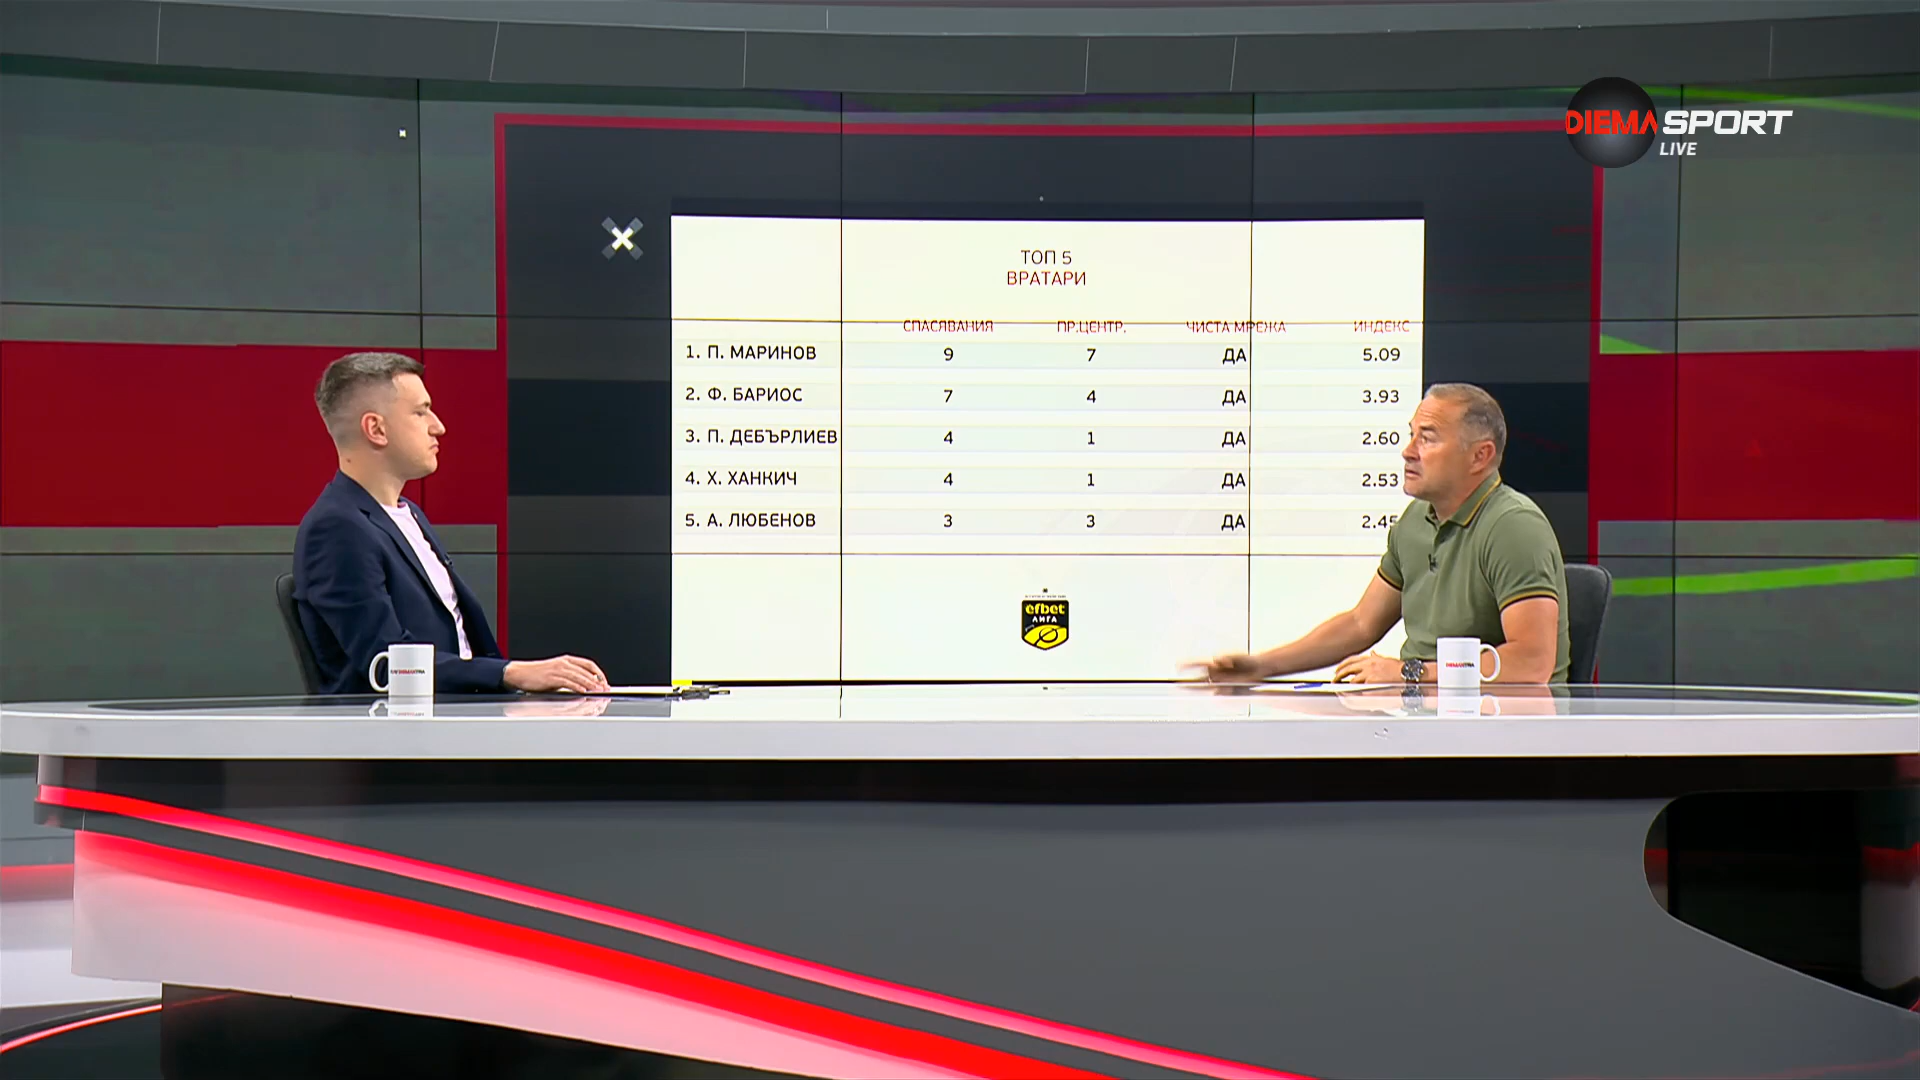 DIEMA SPORT
LIVE
ТОП 5
ВРАТАРИ
СПАСЯВАНИЯ ПР.ЦЕНТР. ЧИСТА МРЕЖА ИНДЕКС
1. П. МАРИНОВ 9 7 ДА 5.09
2. Ф. БАРИОС 7 4 ДА 3.93
3. П. ДЕБЪРЛИЕВ 4 1 ДА 2.60
4. Х. ХАНКИЧ 4 1 ДА 2.53
5. А. ЛЮБЕНОВ 3 3 ДА 2.45
efbet
ЛИГА